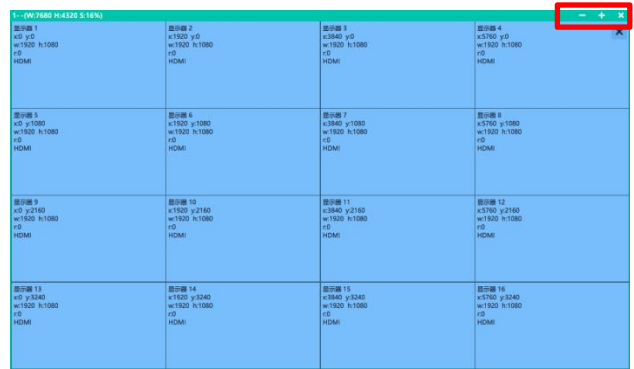 1--(W:7680 H:4320 S:16%)
显示器 1
x:0 y:0
w:1920 h:1080
r:0
HDMI
显示器 2
x:1920 y:0
w:1920 h:1080
r:0
HDMI
显示器 3
x:3840 y:0
w:1920 h:1080
r:0
HDMI
显示器 4
x:5760 y:0
w:1920 h:1080
r:0
HDMI
显示器 5
x:0 y:1080
w:1920 h:1080
r:0
HDMI
显示器 6
x:1920 y:1080
w:1920 h:1080
r:0
HDMI
显示器 7
x:3840 y:1080
w:1920 h:1080
r:0
HDMI
显示器 8
x:5760 y:1080
w:1920 h:1080
r:0
HDMI
显示器 9
x:0 y:2160
w:1920 h:1080
r:0
HDMI
显示器 10
x:1920 y:2160
w:1920 h:1080
r:0
HDMI
显示器 11
x:3840 y:2160
w:1920 h:1080
r:0
HDMI
显示器 12
x:5760 y:2160
w:1920 h:1080
r:0
HDMI
显示器 13
x:0 y:3240
w:1920 h:1080
r:0
HDMI
显示器 14
x:1920 y:3240
w:1920 h:1080
r:0
HDMI
显示器 15
x:3840 y:3240
w:1920 h:1080
r:0
HDMI
显示器 16
x:5760 y:3240
w:1920 h:1080
r:0
HDMI